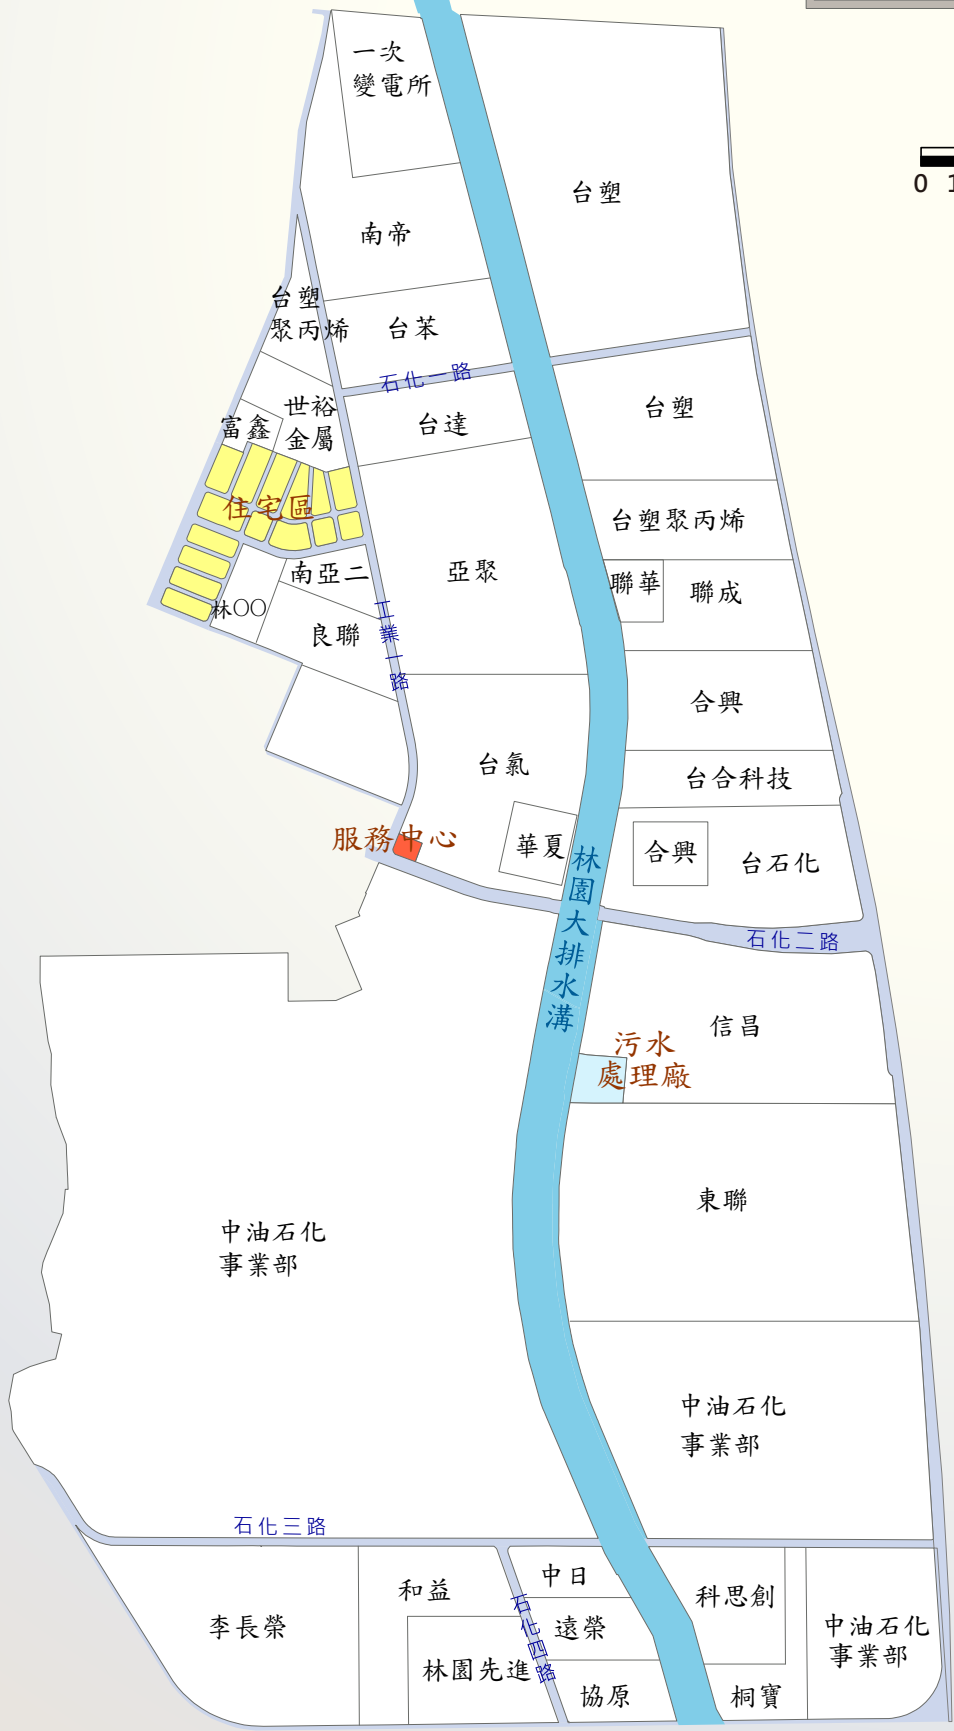 一次
變電所
台塑
0 1
南帝
台塑
聚丙烯
台苯
石化一路
世裕
金屬
富鑫
台達
台塑
住宅區
台塑聚丙烯
南亞二
亞聚
聯華
聯成
林〇〇
良聯
工業一路
合興
台氯
台合科技
服務中心
華夏
合興
台石化
林園大排水溝
石化二路
信昌
污水
處理廠
東聯
中油石化
事業部
中油石化
事業部
石化三路
和益
中日
科思創
李長榮
石化四路
遠榮
中油石化
事業部
林園先進
協原
桐寶